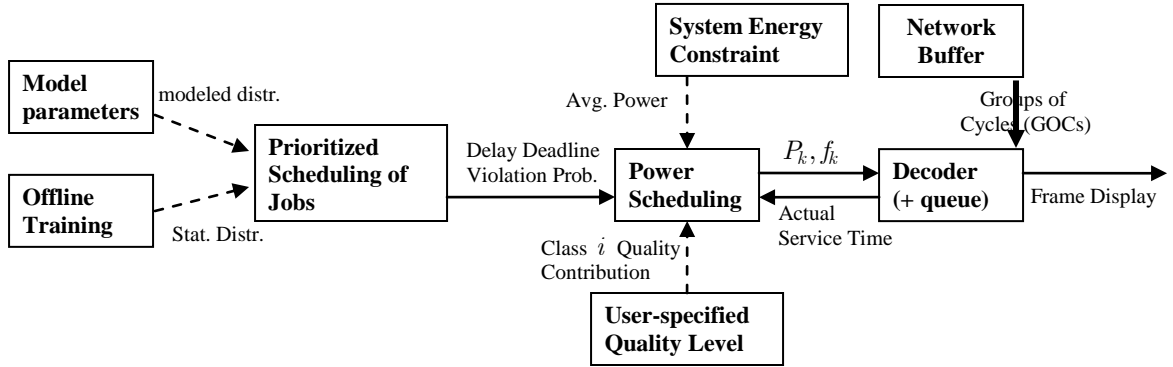 System Energy
Constraint
Network
Buffer
Model
parameters
modeled distr.
Avg. Power
Groups of
Cycles (GOCs)
Prioritized
Scheduling of
Jobs
Delay Deadline
Violation Prob.
Power
Scheduling
P_k, f_k
Decoder
(+ queue)
Frame Display
Offline
Training
Stat. Distr.
Actual
Service Time
Class i Quality
Contribution
User-specified
Quality Level